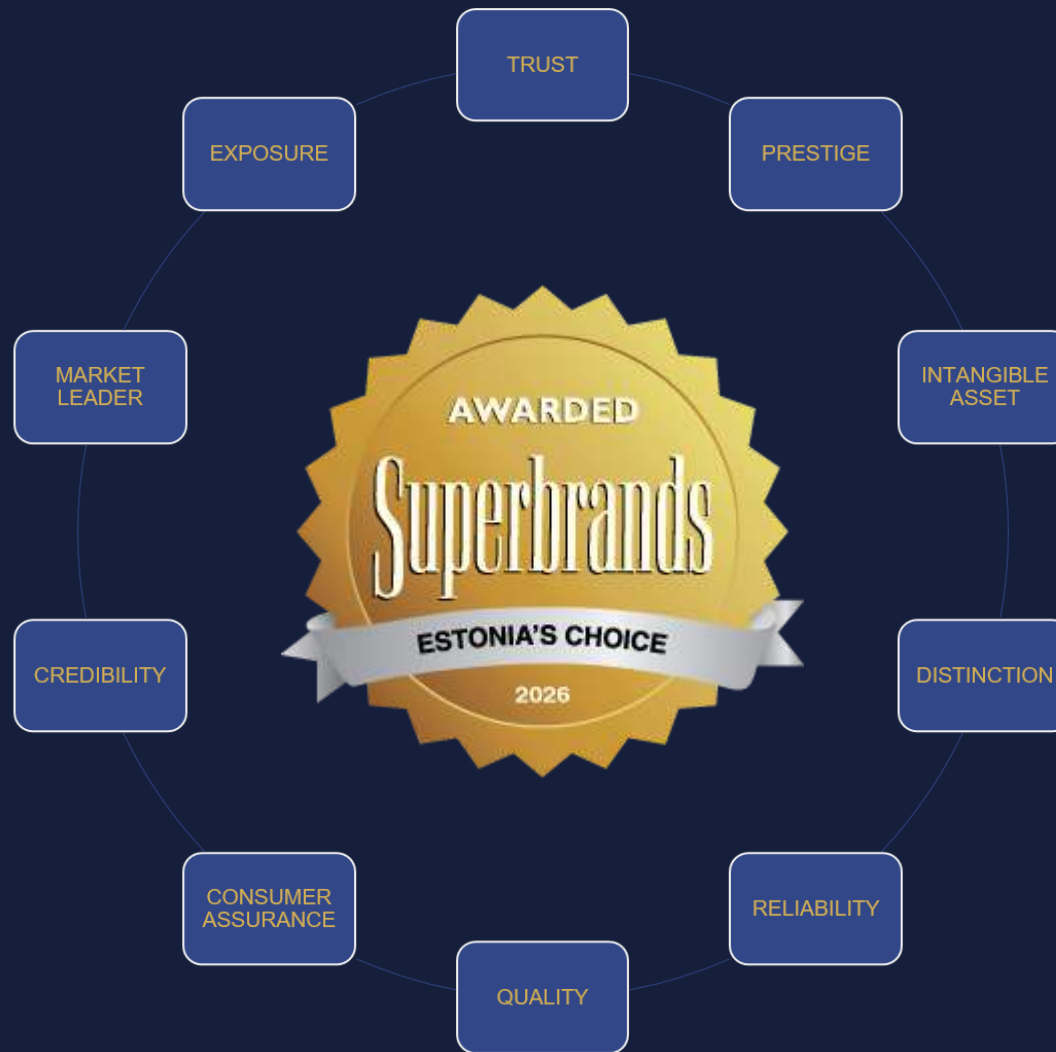 TRUST
EXPOSURE
PRESTIGE
MARKET
LEADER
INTANGIBLE
ASSET
AWARDED
Superbrands
ESTONIA'S CHOICE
2026
CREDIBILITY
DISTINCTION
CONSUMER
ASSURANCE
RELIABILITY
QUALITY